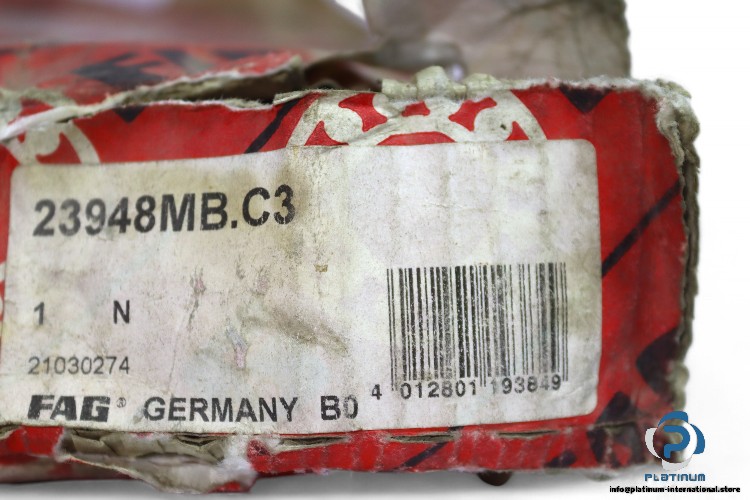 23948MB.C3
1 N
21030274
FAG® GERMANY B0
4 012801 193849
PLATINUM
info@platinum-international.store